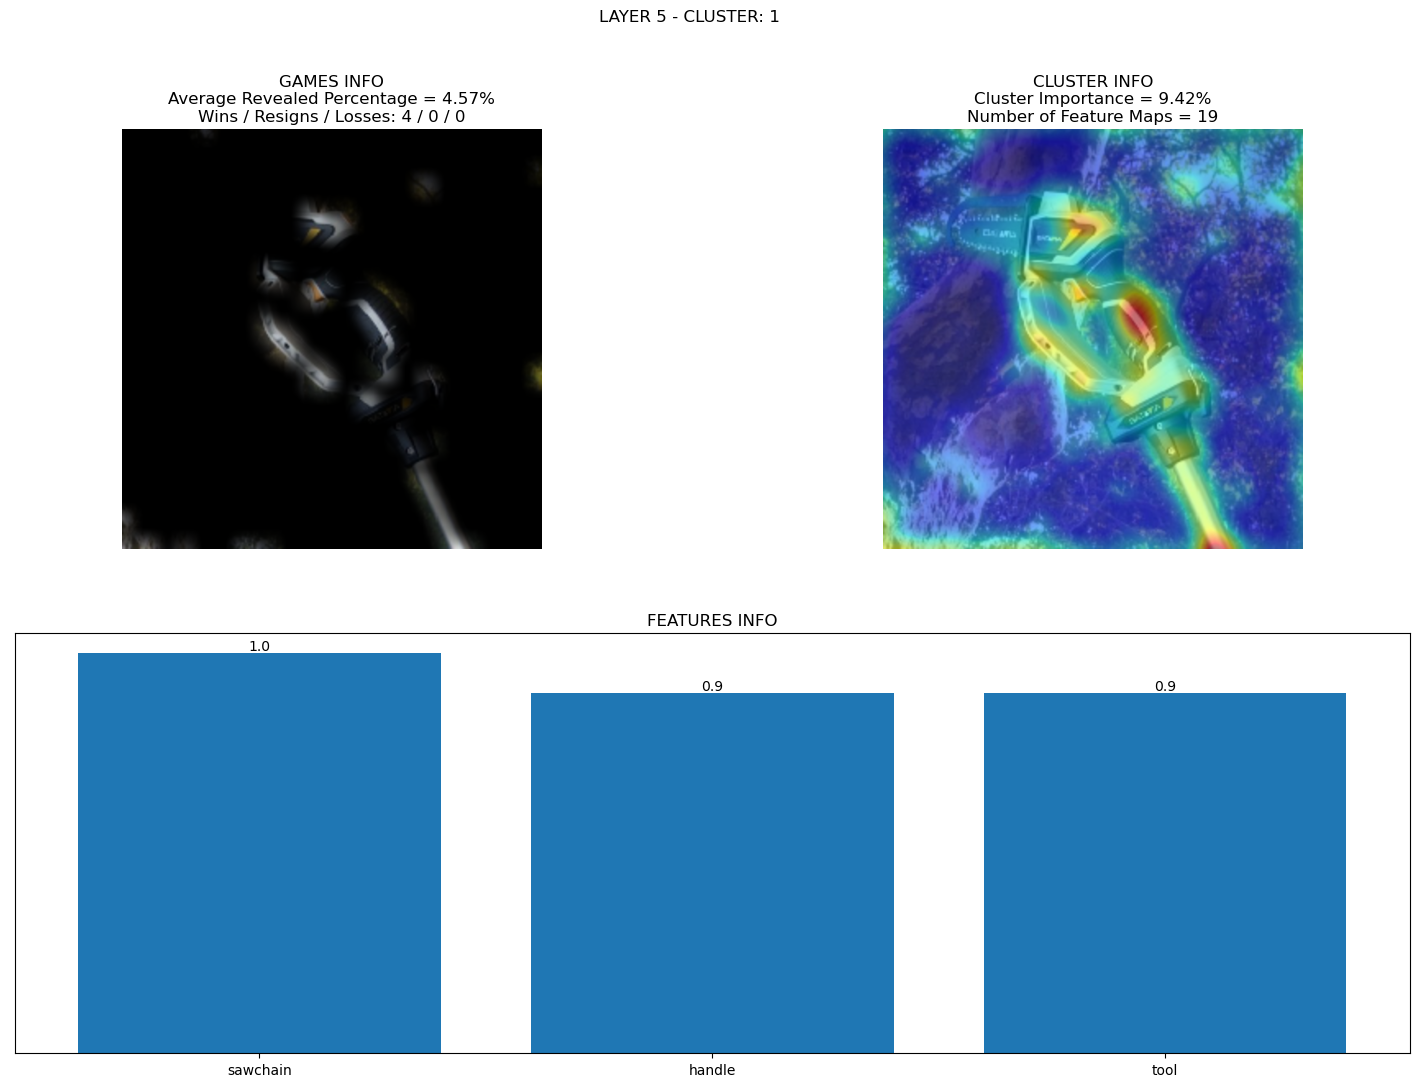 LAYER 5 - CLUSTER: 1
GAMES INFO
Average Revealed Percentage = 4.57%
Wins / Resigns / Losses: 4 / 0 / 0
CLUSTER INFO
Cluster Importance = 9.42%
Number of Feature Maps = 19
FEATURES INFO
1.0
0.9
0.9
sawchain
handle
tool